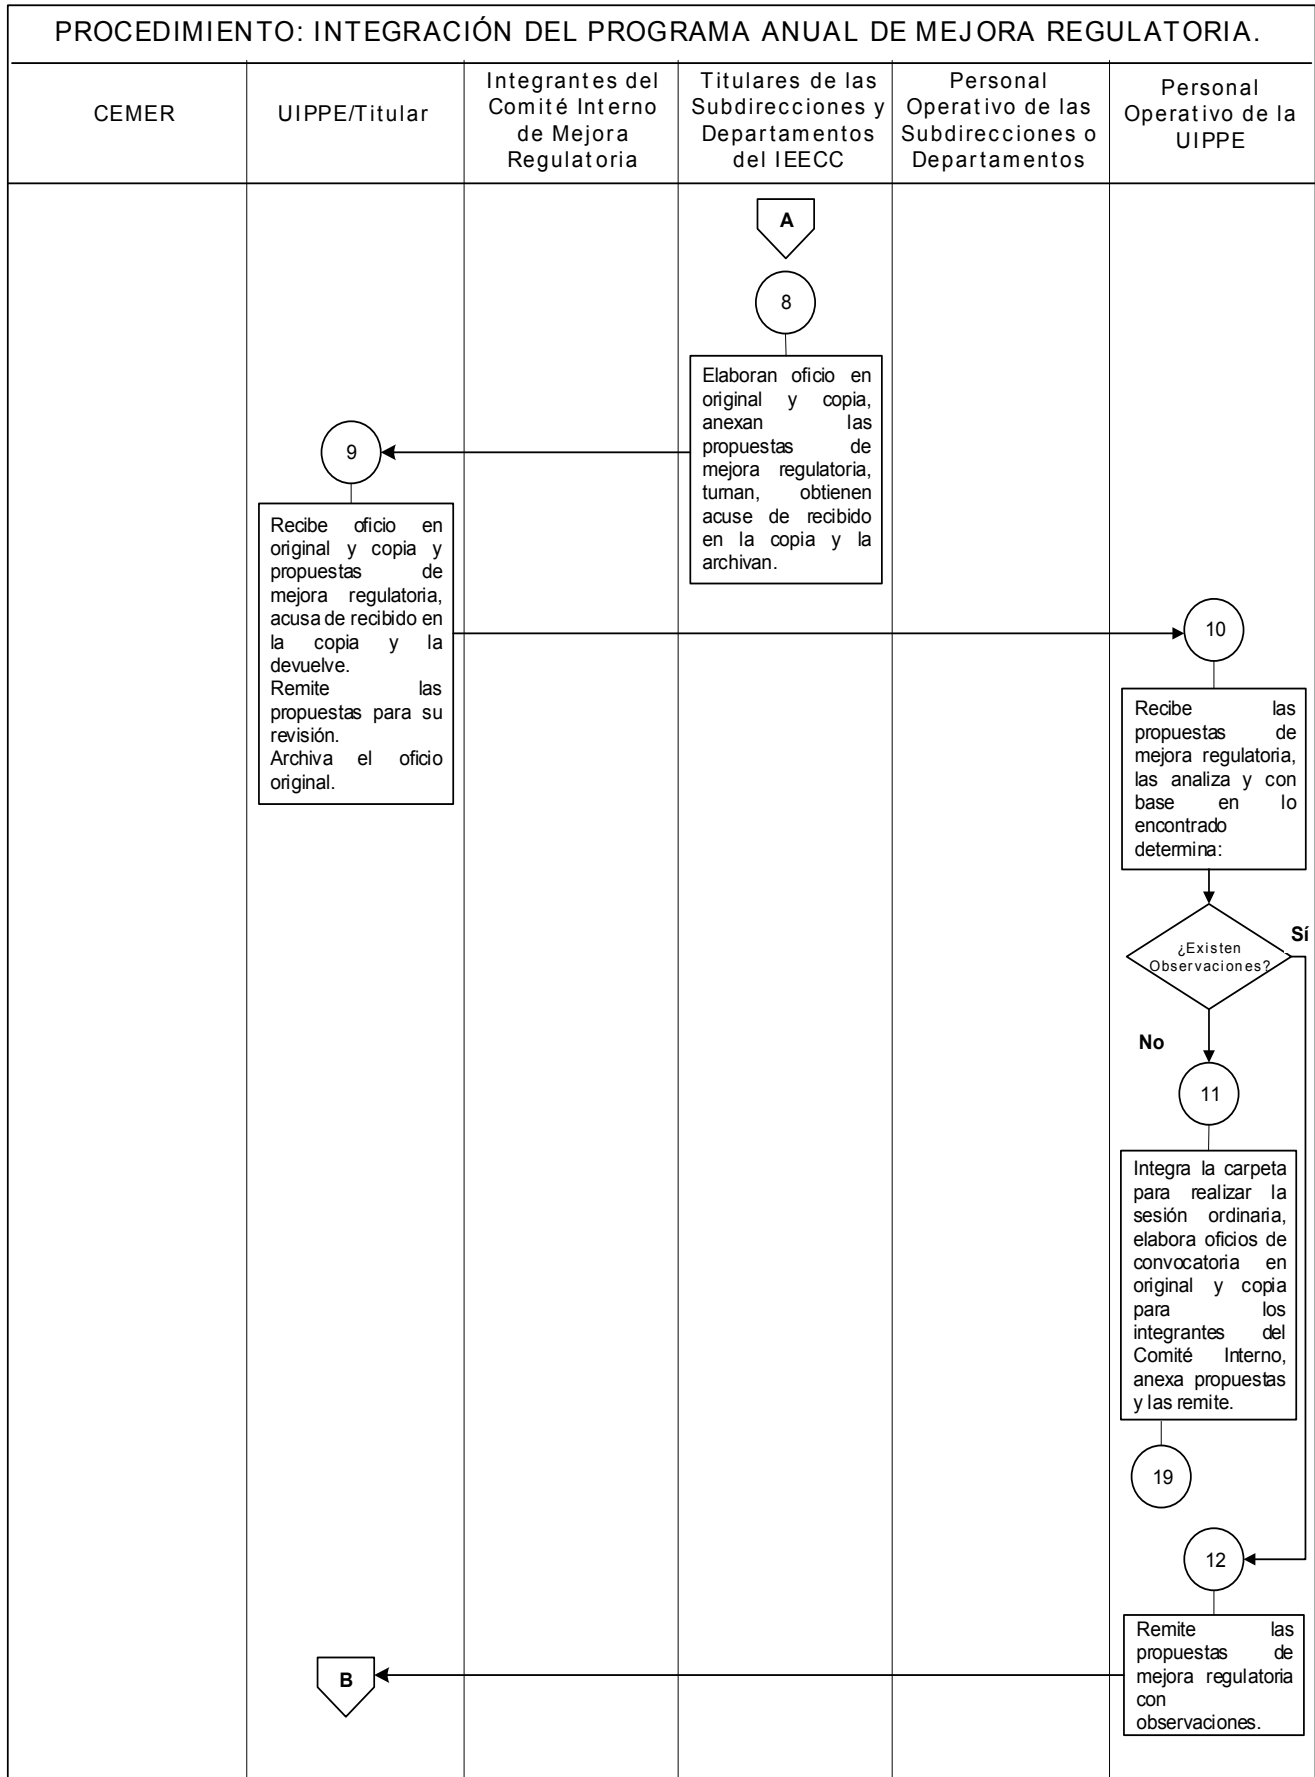 PROCEDIMIENTO: INTEGRACIÓN DEL PROGRAMA ANUAL DE MEJORA REGULATORIA.
CEMER
UIPPE/Titular
Integrantes del
Comité Interno
de Mejora
Regulatoria
Titulares de las
Subdirecciones y
Departamentos
del IEECC
Personal
Operativo de las
Subdirecciones o
Departamentos
Personal
Operativo de la
UIPPE
A
8
Elaboran oficio en
original y copia,
anexan las
propuestas de
mejora regulatoria,
turnan, obtienen
acuse de recibido
en la copia y la
archivan.
9
Recibe oficio en
original y copia y
propuestas de
mejora regulatoria,
acusa de recibido en
la copia y la
devuelve.
Remite las
propuestas para su
revisión.
Archiva el oficio
original.
10
Recibe las
propuestas de
mejora regulatoria,
las analiza y con
base en lo
encontrado
determina:
¿Existen
Observaciones?
Sí
No
11
Integra la carpeta
para realizar la
sesión ordinaria,
elabora oficios de
convocatoria en
original y copia
para los
integrantes del
Comité Interno,
anexa propuestas
y las remite.
19
12
Remite las
propuestas de
mejora regulatoria
con
observaciones.
B